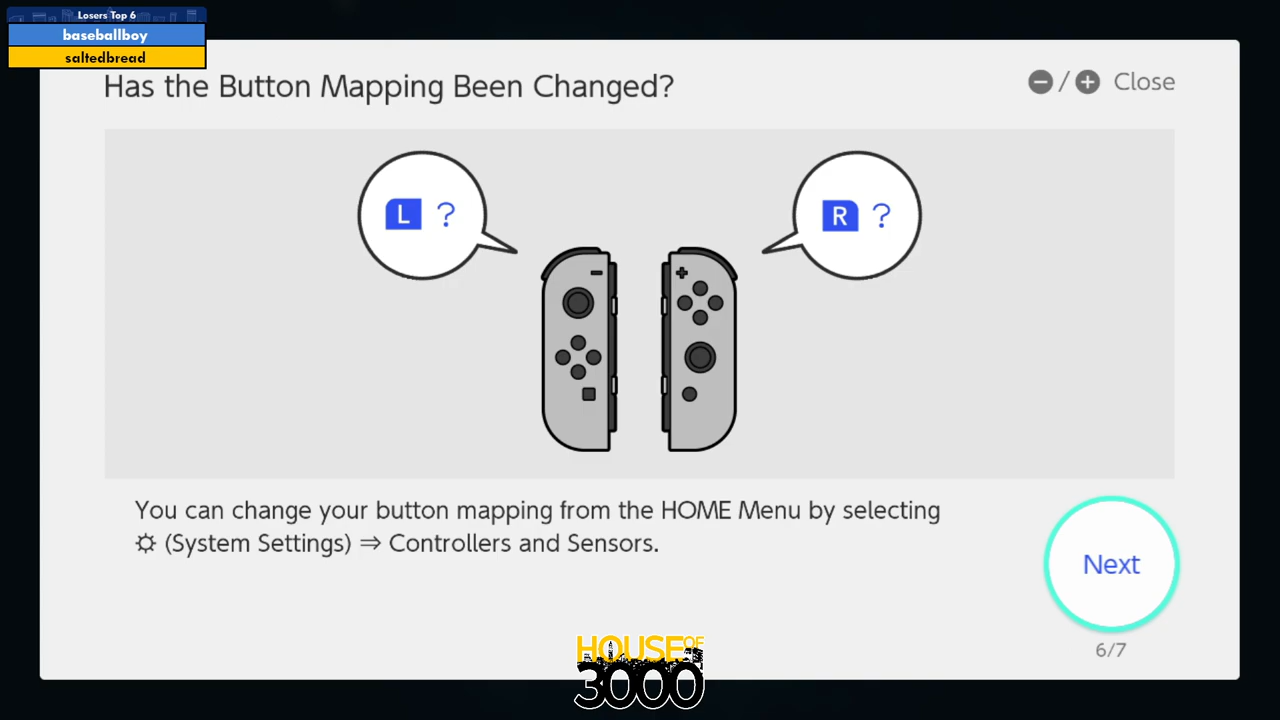 Losers Top 6
baseballboy
saltedbread
Has the Button Mapping Been Changed?
Close
L ?
R ?
You can change your button mapping from the HOME Menu by selecting
(System Settings) ⇒ Controllers and Sensors.
Next
6/7
HOUSE OF
3000